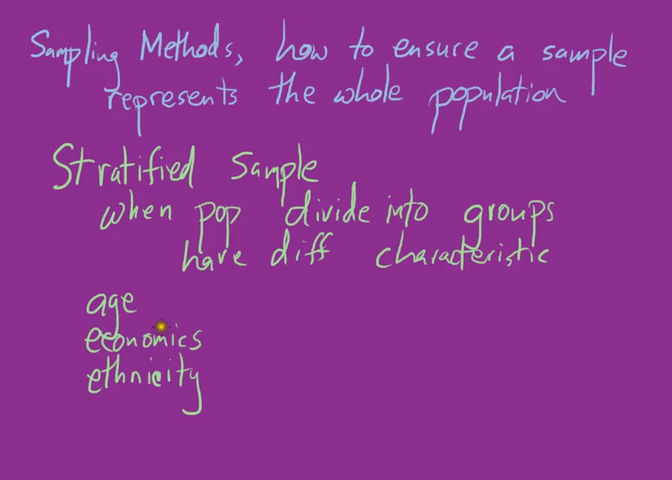 Sampling Methods, how to ensure a sample
represents the whole population
Stratified Sample
when pop divide into groups
have diff characteristic
age
economics
ethnicity